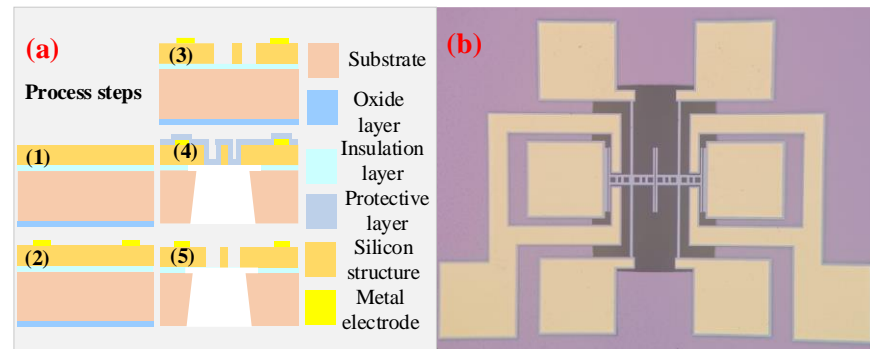 (a)
(b)
(3)
Substrate
Process steps
Oxide
layer
(1)
(4)
Insulation
layer
Protective
layer
(2)
(5)
Silicon
structure
Metal
electrode